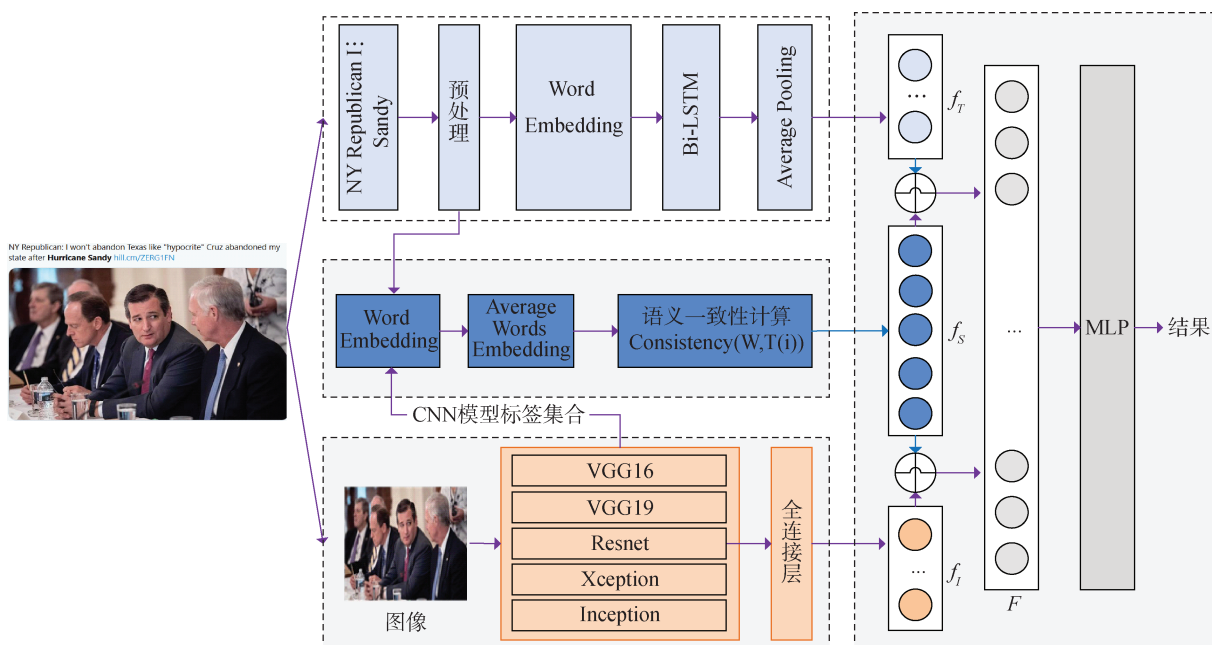 NY Republican: I won't abandon Texas like "hypocrite" Cruz abandoned my
state after Hurricane Sandy hill.cm/ZERG1FN
NY Republican I:
Sandy
预处理
Word
Embedding
Bi-LSTM
Average Pooling
Word
Embedding
Average
Words
Embedding
语义一致性计算
Consistency(W,T(i))
CNN模型标签集合
图像
VGG16
VGG19
Resnet
Xception
Inception
全连接层
...
f_T
f_S
...
f_I
...
F
MLP
结果